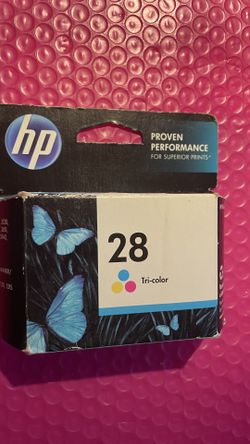 hp
PROVEN
PERFORMANCE
FOR SUPERIOR PRINTS*
28
Tri-color